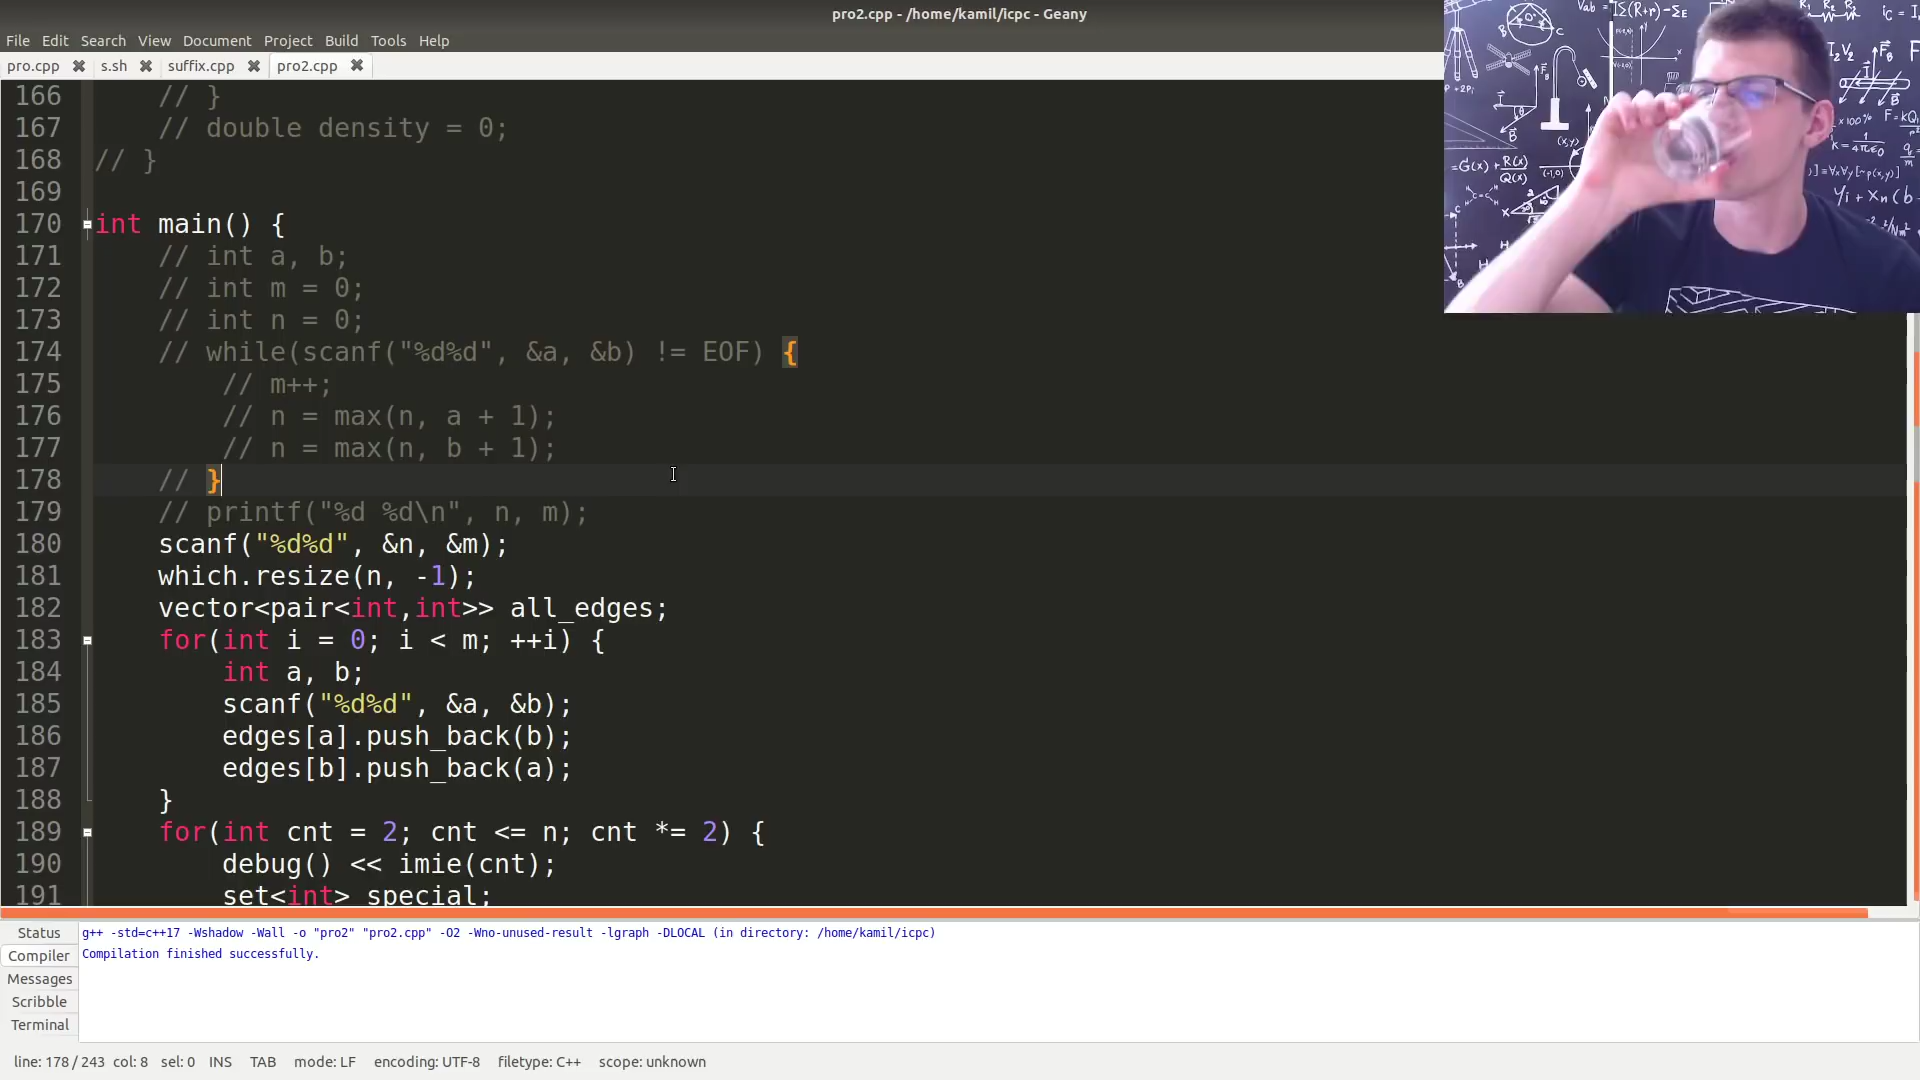 pro2.cpp - /home/kamil/icpc - Geany
File Edit Search View Document Project Build Tools Help
pro.cpp s.sh suffix.cpp pro2.cpp
166 // }
167 // double density = 0;
168 // }
169
170 int main() {
171 // int a, b;
172 // int m = 0;
173 // int n = 0;
174 // while(scanf("%d%d", &a, &b) != EOF) {
175 // m++;
176 // n = max(n, a + 1);
177 // n = max(n, b + 1);
178 // }
179 // printf("%d %d\n", n, m);
180 scanf("%d%d", &n, &m);
181 which.resize(n, -1);
182 vector<pair<int,int>> all_edges;
183 for(int i = 0; i < m; ++i) {
184 int a, b;
185 scanf("%d%d", &a, &b);
186 edges[a].push_back(b);
187 edges[b].push_back(a);
188 }
189 for(int cnt = 2; cnt <= n; cnt *= 2) {
190 debug() << imie(cnt);
191 set<int> special;
Status
Compiler
Messages
Scribble
Terminal
g++ -std=c++17 -Wshadow -Wall -o "pro2" "pro2.cpp" -O2 -Wno-unused-result -lgraph -DLOCAL (in directory: /home/kamil/icpc)
Compilation finished successfully.
line: 178 / 243 col: 8 sel: 0 INS TAB mode: LF encoding: UTF-8 filetype: C++ scope: unknown